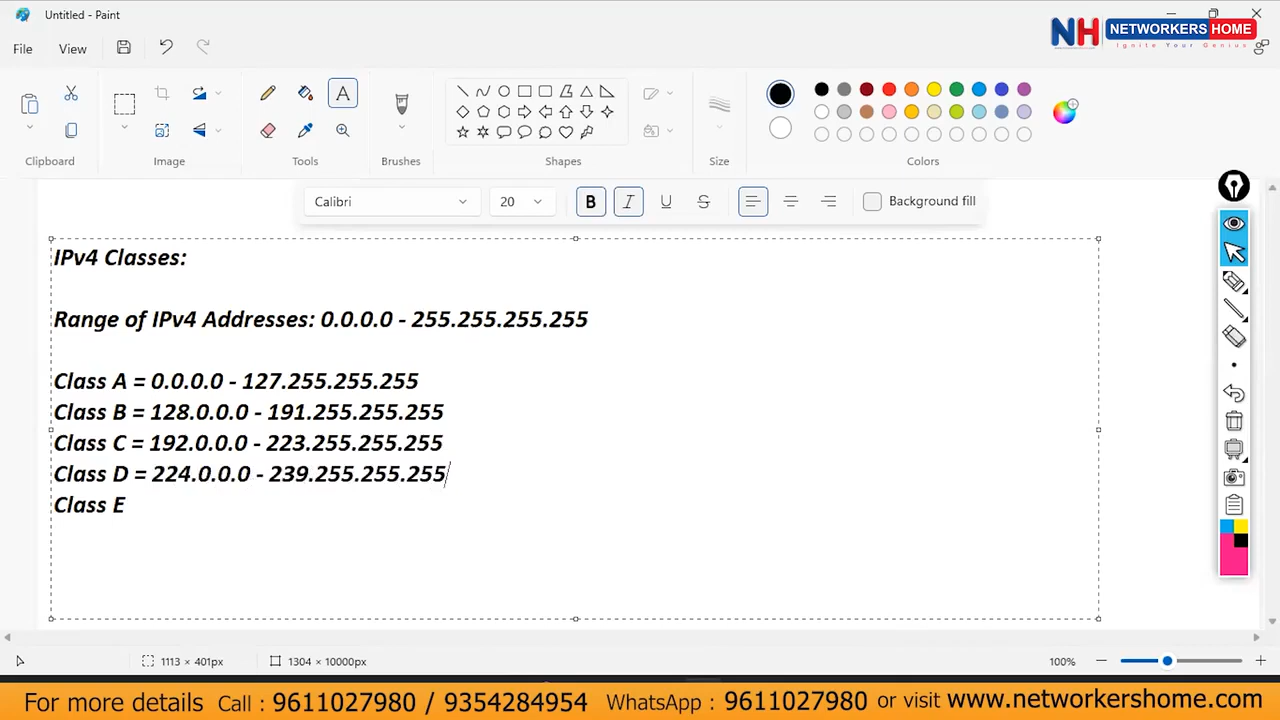 Untitled - Paint
NH NETWORKERS HOME
Ignite Your Genius
File View
A
Clipboard Image Tools Brushes Shapes Size Colors
Calibri 20 B I U S Background fill
IPv4 Classes:
Range of IPv4 Addresses: 0.0.0.0 - 255.255.255.255
Class A = 0.0.0.0 - 127.255.255.255
Class B = 128.0.0.0 - 191.255.255.255
Class C = 192.0.0.0 - 223.255.255.255
Class D = 224.0.0.0 - 239.255.255.255
Class E
1113 × 401px 1304 × 10000px 100%
For more details Call : 9611027980 / 9354284954 WhatsApp : 9611027980 or visit www.networkershome.com